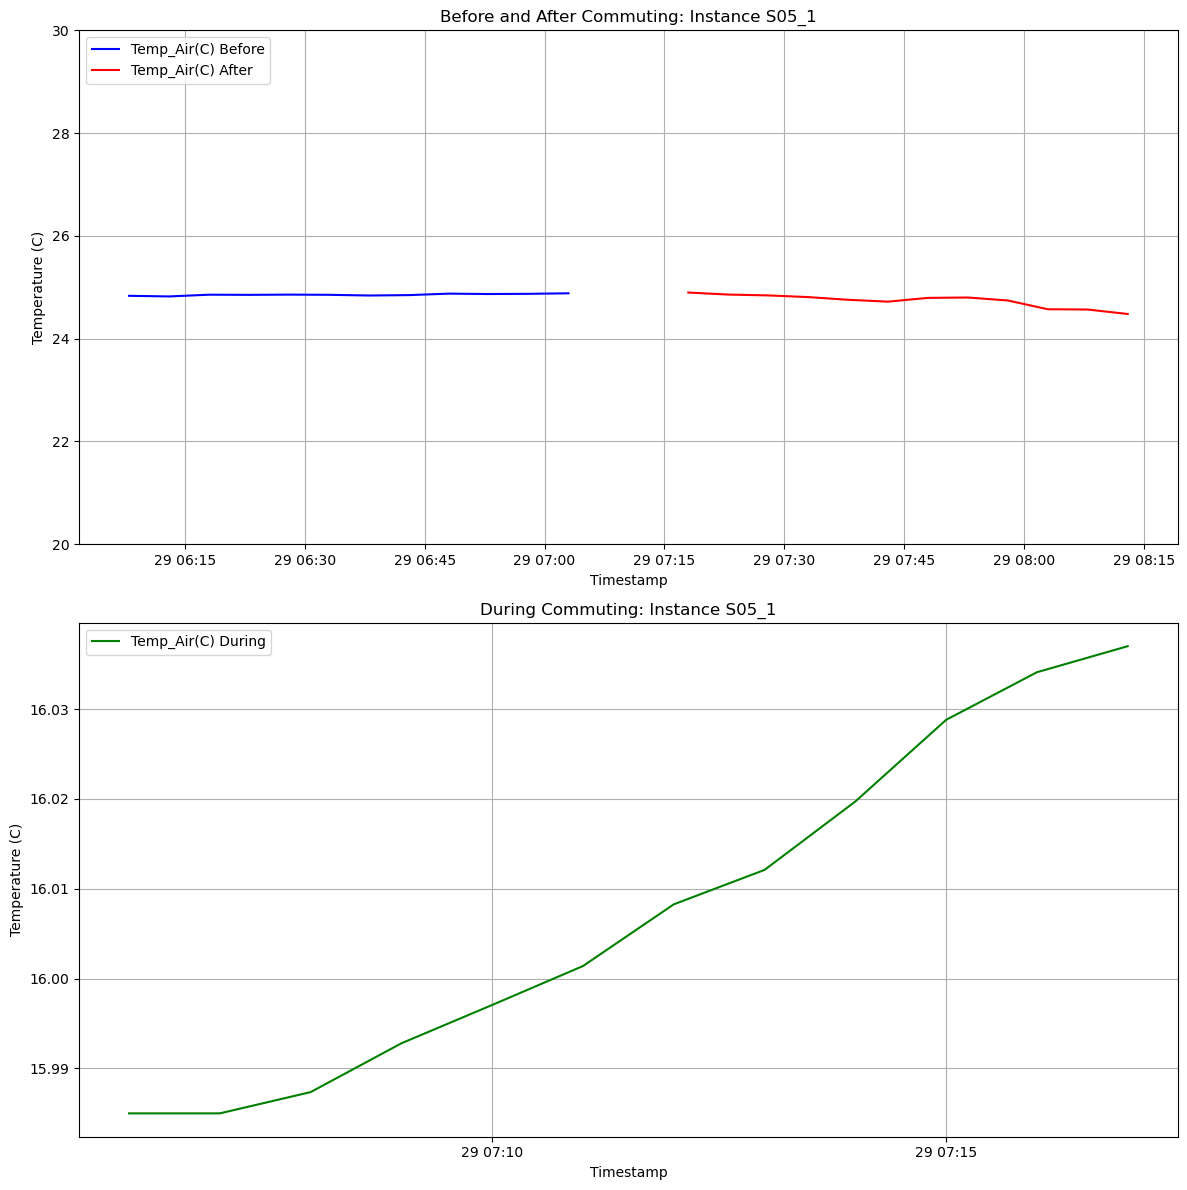 Before and After Commuting: Instance S05_1
Temp_Air(C) Before
Temp_Air(C) After
Temperature (C)
30
28
26
24
22
20
29 06:15 29 06:30 29 06:45 29 07:00 29 07:15 29 07:30 29 07:45 29 08:00 29 08:15
Timestamp
During Commuting: Instance S05_1
Temp_Air(C) During
Temperature (C)
16.03
16.02
16.01
16.00
15.99
29 07:10 29 07:15
Timestamp